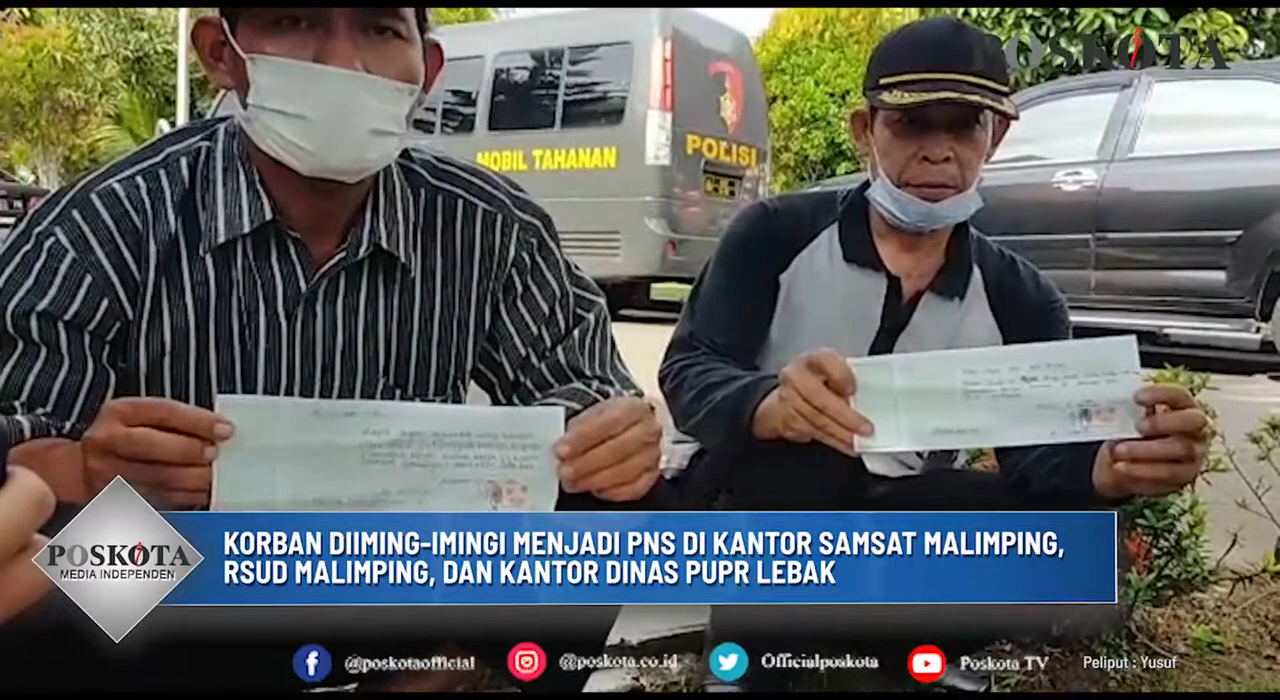 POSKOTA
MOBIL TAHANAN
POLISI
KORBAN DIIMING-IMINGI MENJADI PNS DI KANTOR SAMSAT MALIMPING,
RSUD MALIMPING, DAN KANTOR DINAS PUPR LEBAK
POSKOTA
MEDIA INDEPENDEN
@poskotaofficial
@poskota.co.id
Officialposkota
Poskota TV
Peliput : Yusuf